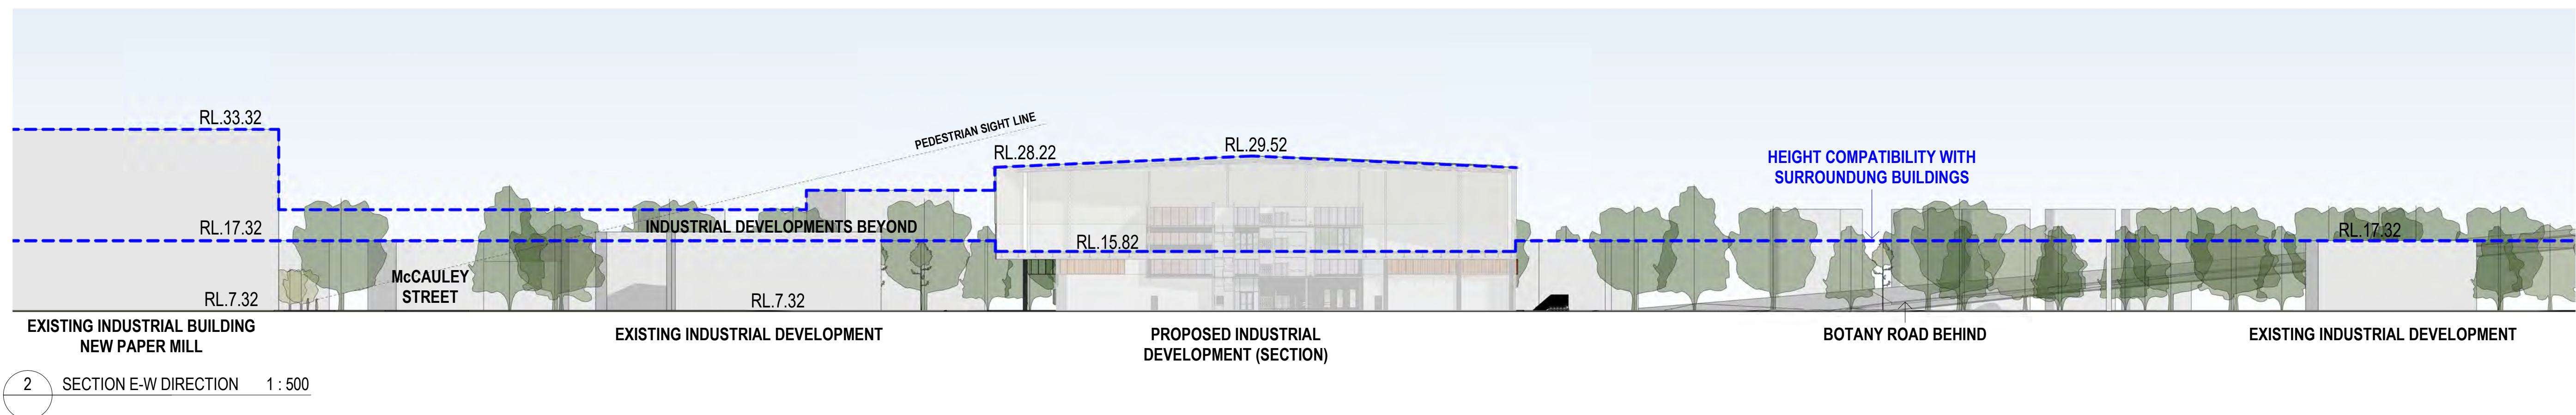 RL.33.32
PEDESTRIAN SIGHT LINE
RL.28.22
RL.29.52
HEIGHT COMPATIBILITY WITH
SURROUNDUNG BUILDINGS
RL.17.32
INDUSTRIAL DEVELOPMENTS BEYOND
RL.15.82
RL.17.32
McCAULEY
STREET
RL.7.32
RL.7.32
EXISTING INDUSTRIAL BUILDING
NEW PAPER MILL
EXISTING INDUSTRIAL DEVELOPMENT
PROPOSED INDUSTRIAL
DEVELOPMENT (SECTION)
BOTANY ROAD BEHIND
EXISTING INDUSTRIAL DEVELOPMENT
2 SECTION E-W DIRECTION 1 : 500